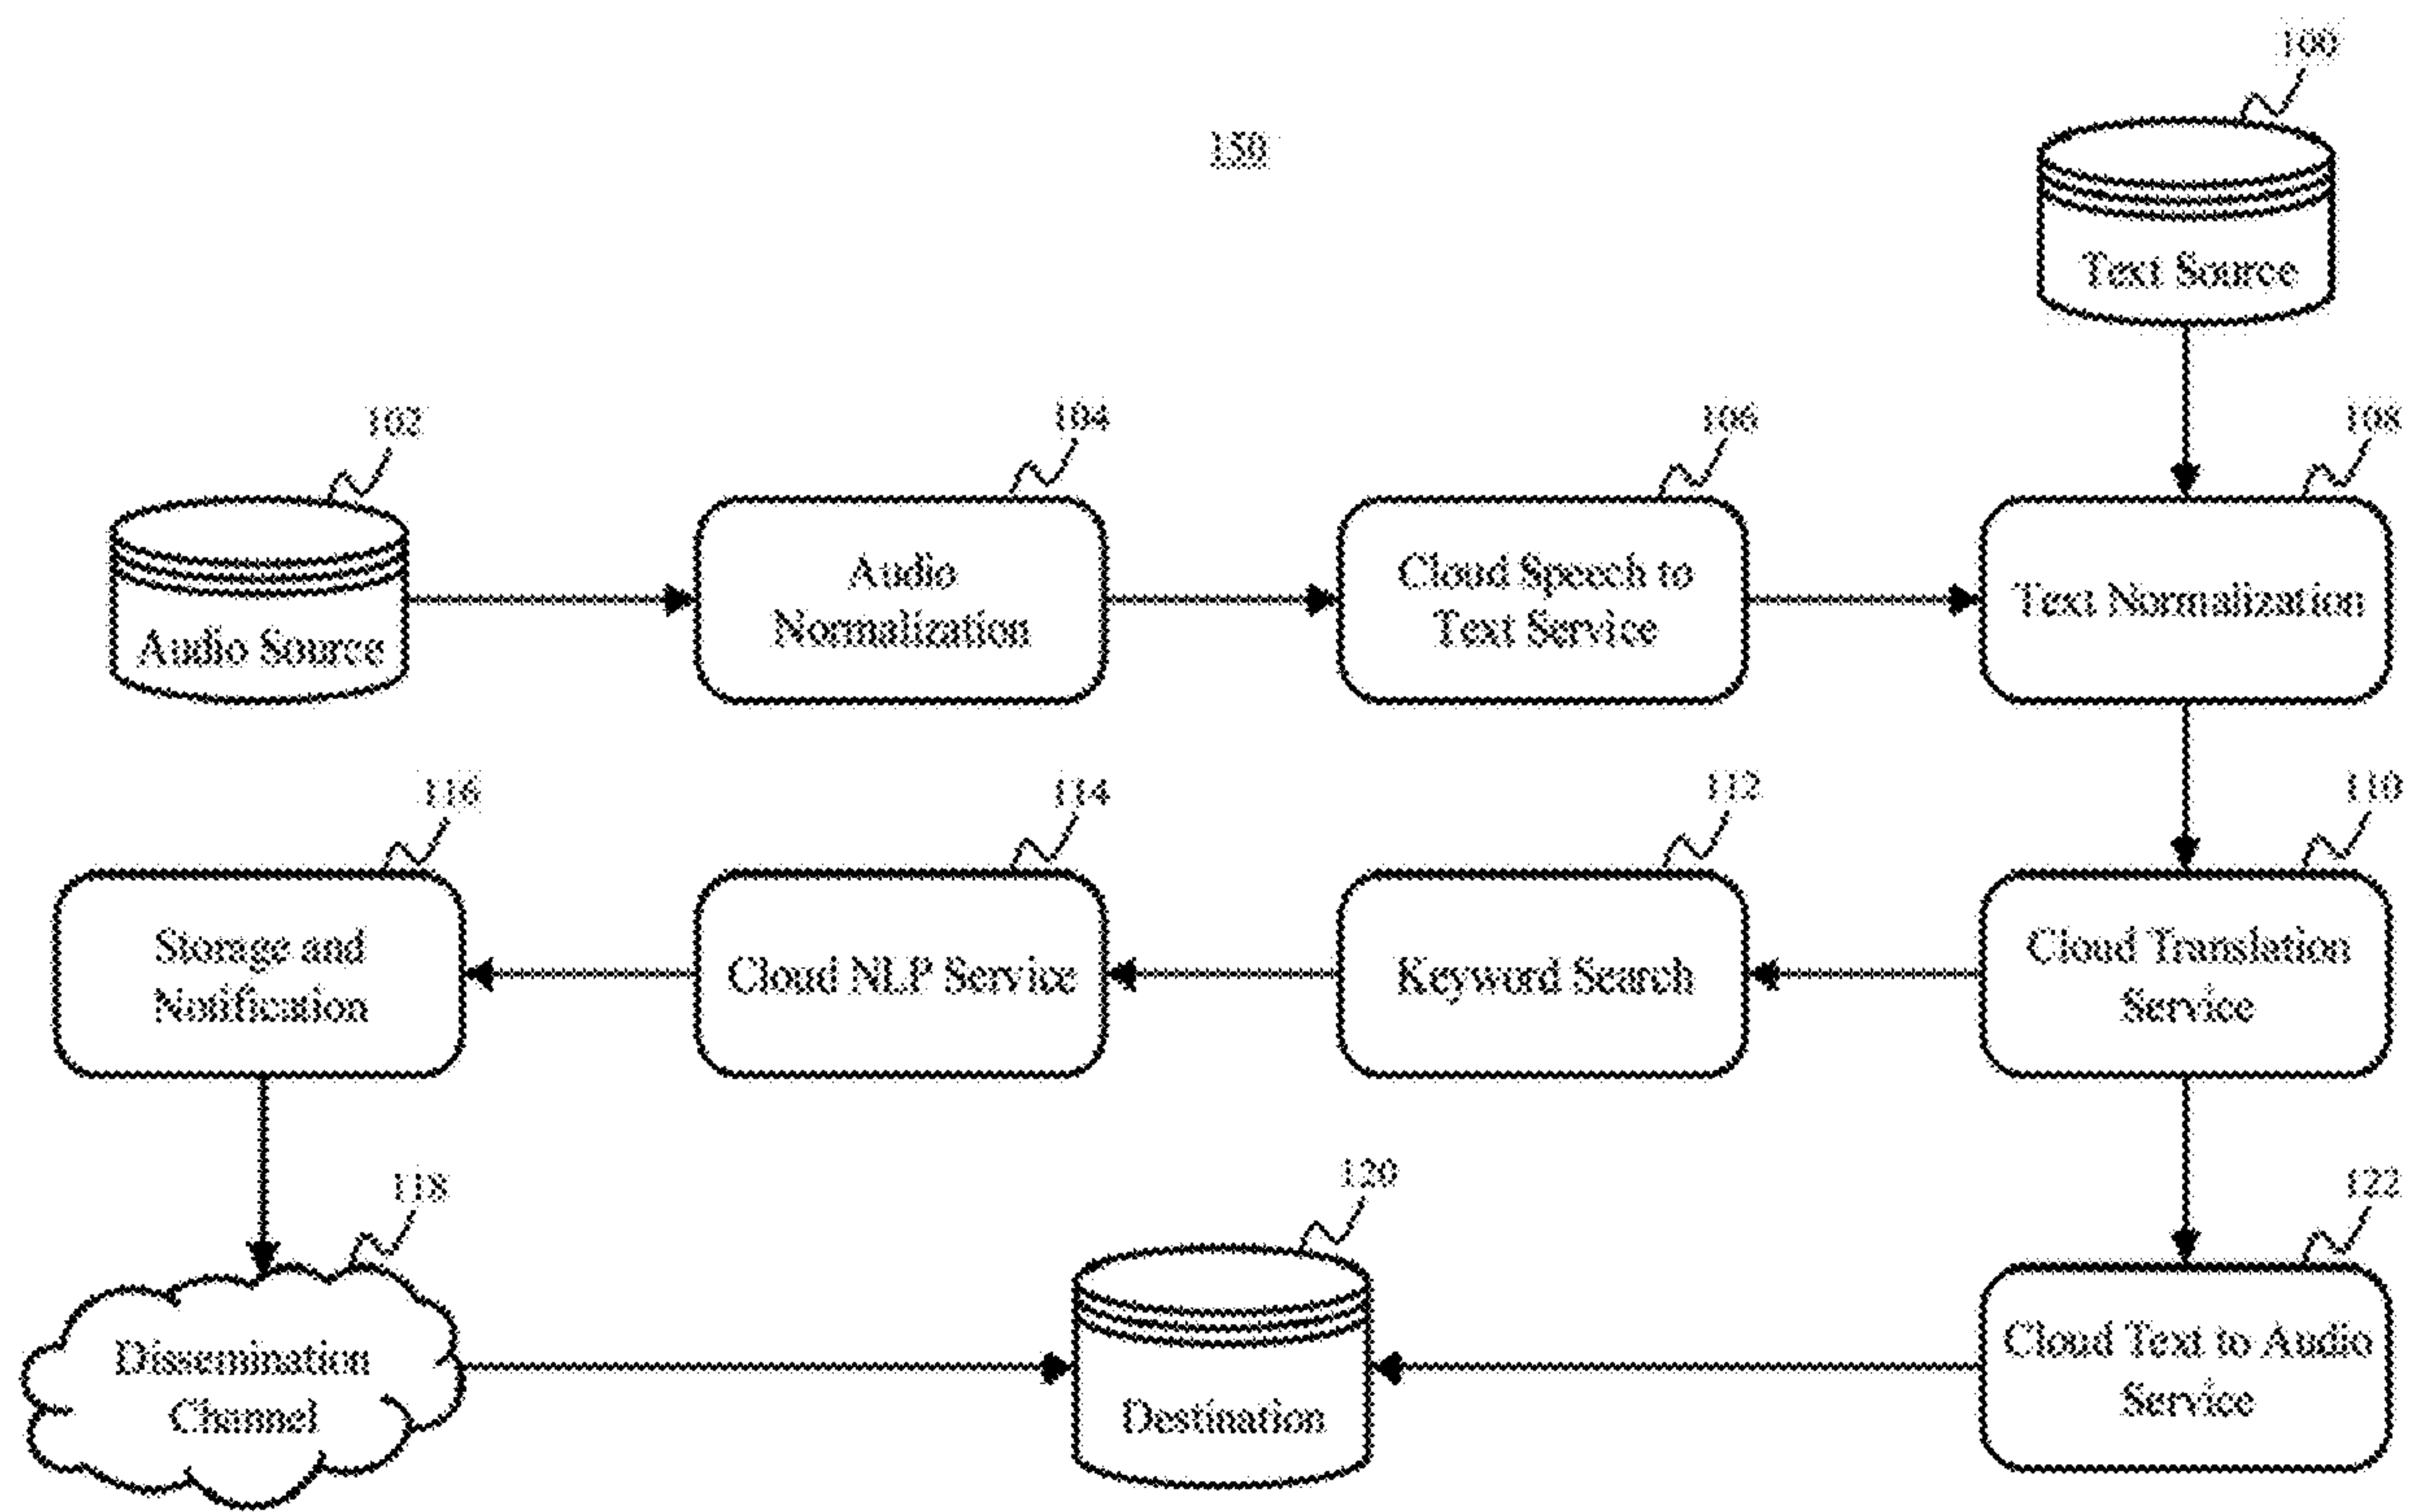 100
150
Text Source
102
104
106
108
Audio Source
Audio
Normalization
Cloud Speech to
Text Service
Text Normalization
116
114
112
110
Storage and
Notification
Cloud NLP Service
Keyword Search
Cloud Translation
Service
118
120
122
Dissemination
Channel
Destination
Cloud Text to Audio
Service